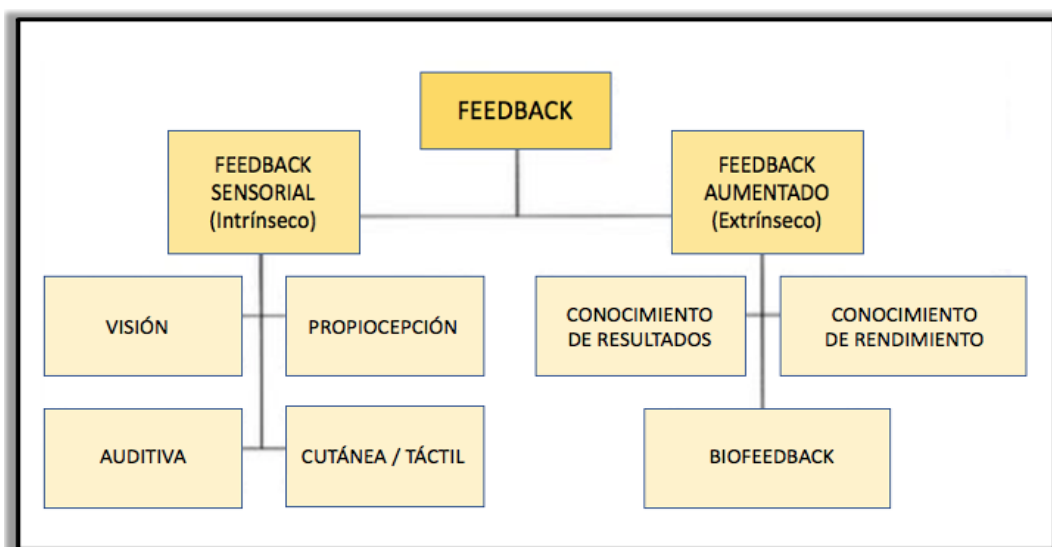 FEEDBACK
FEEDBACK
SENSORIAL
(Intrínseco)
FEEDBACK
AUMENTADO
(Extrínseco)
VISIÓN
PROPIOCEPCIÓN
CONOCIMIENTO
DE RESULTADOS
CONOCIMIENTO
DE RENDIMIENTO
AUDITIVA
CUTÁNEA / TÁCTIL
BIOFEEDBACK